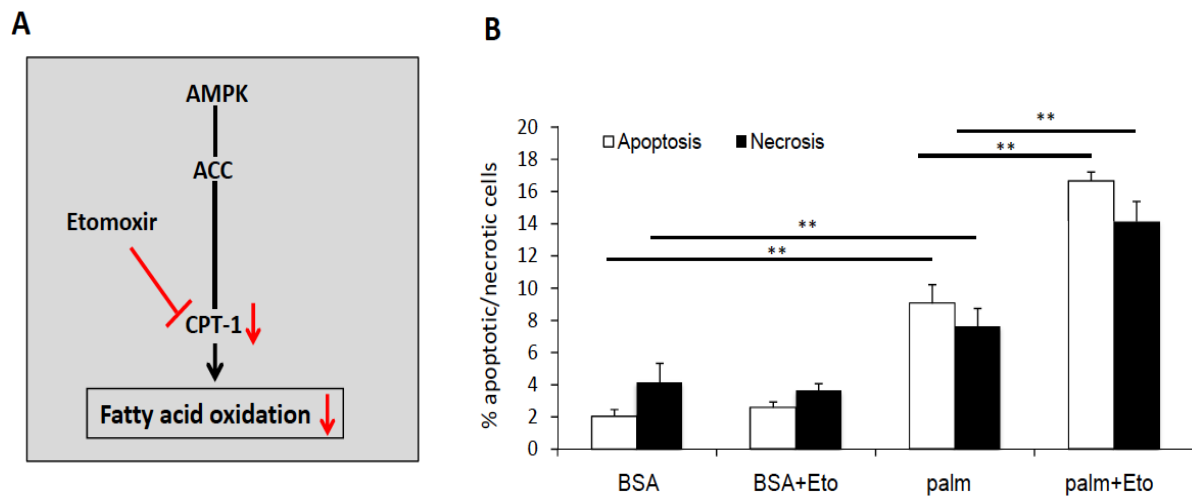 A
AMPK
ACC
Etomoxir
CPT-1
Fatty acid oxidation
B
% apoptotic/necrotic cells
20
18
16
14
12
10
8
6
4
2
0
Apoptosis Necrosis
**
**
**
**
BSA BSA+Eto palm palm+Eto